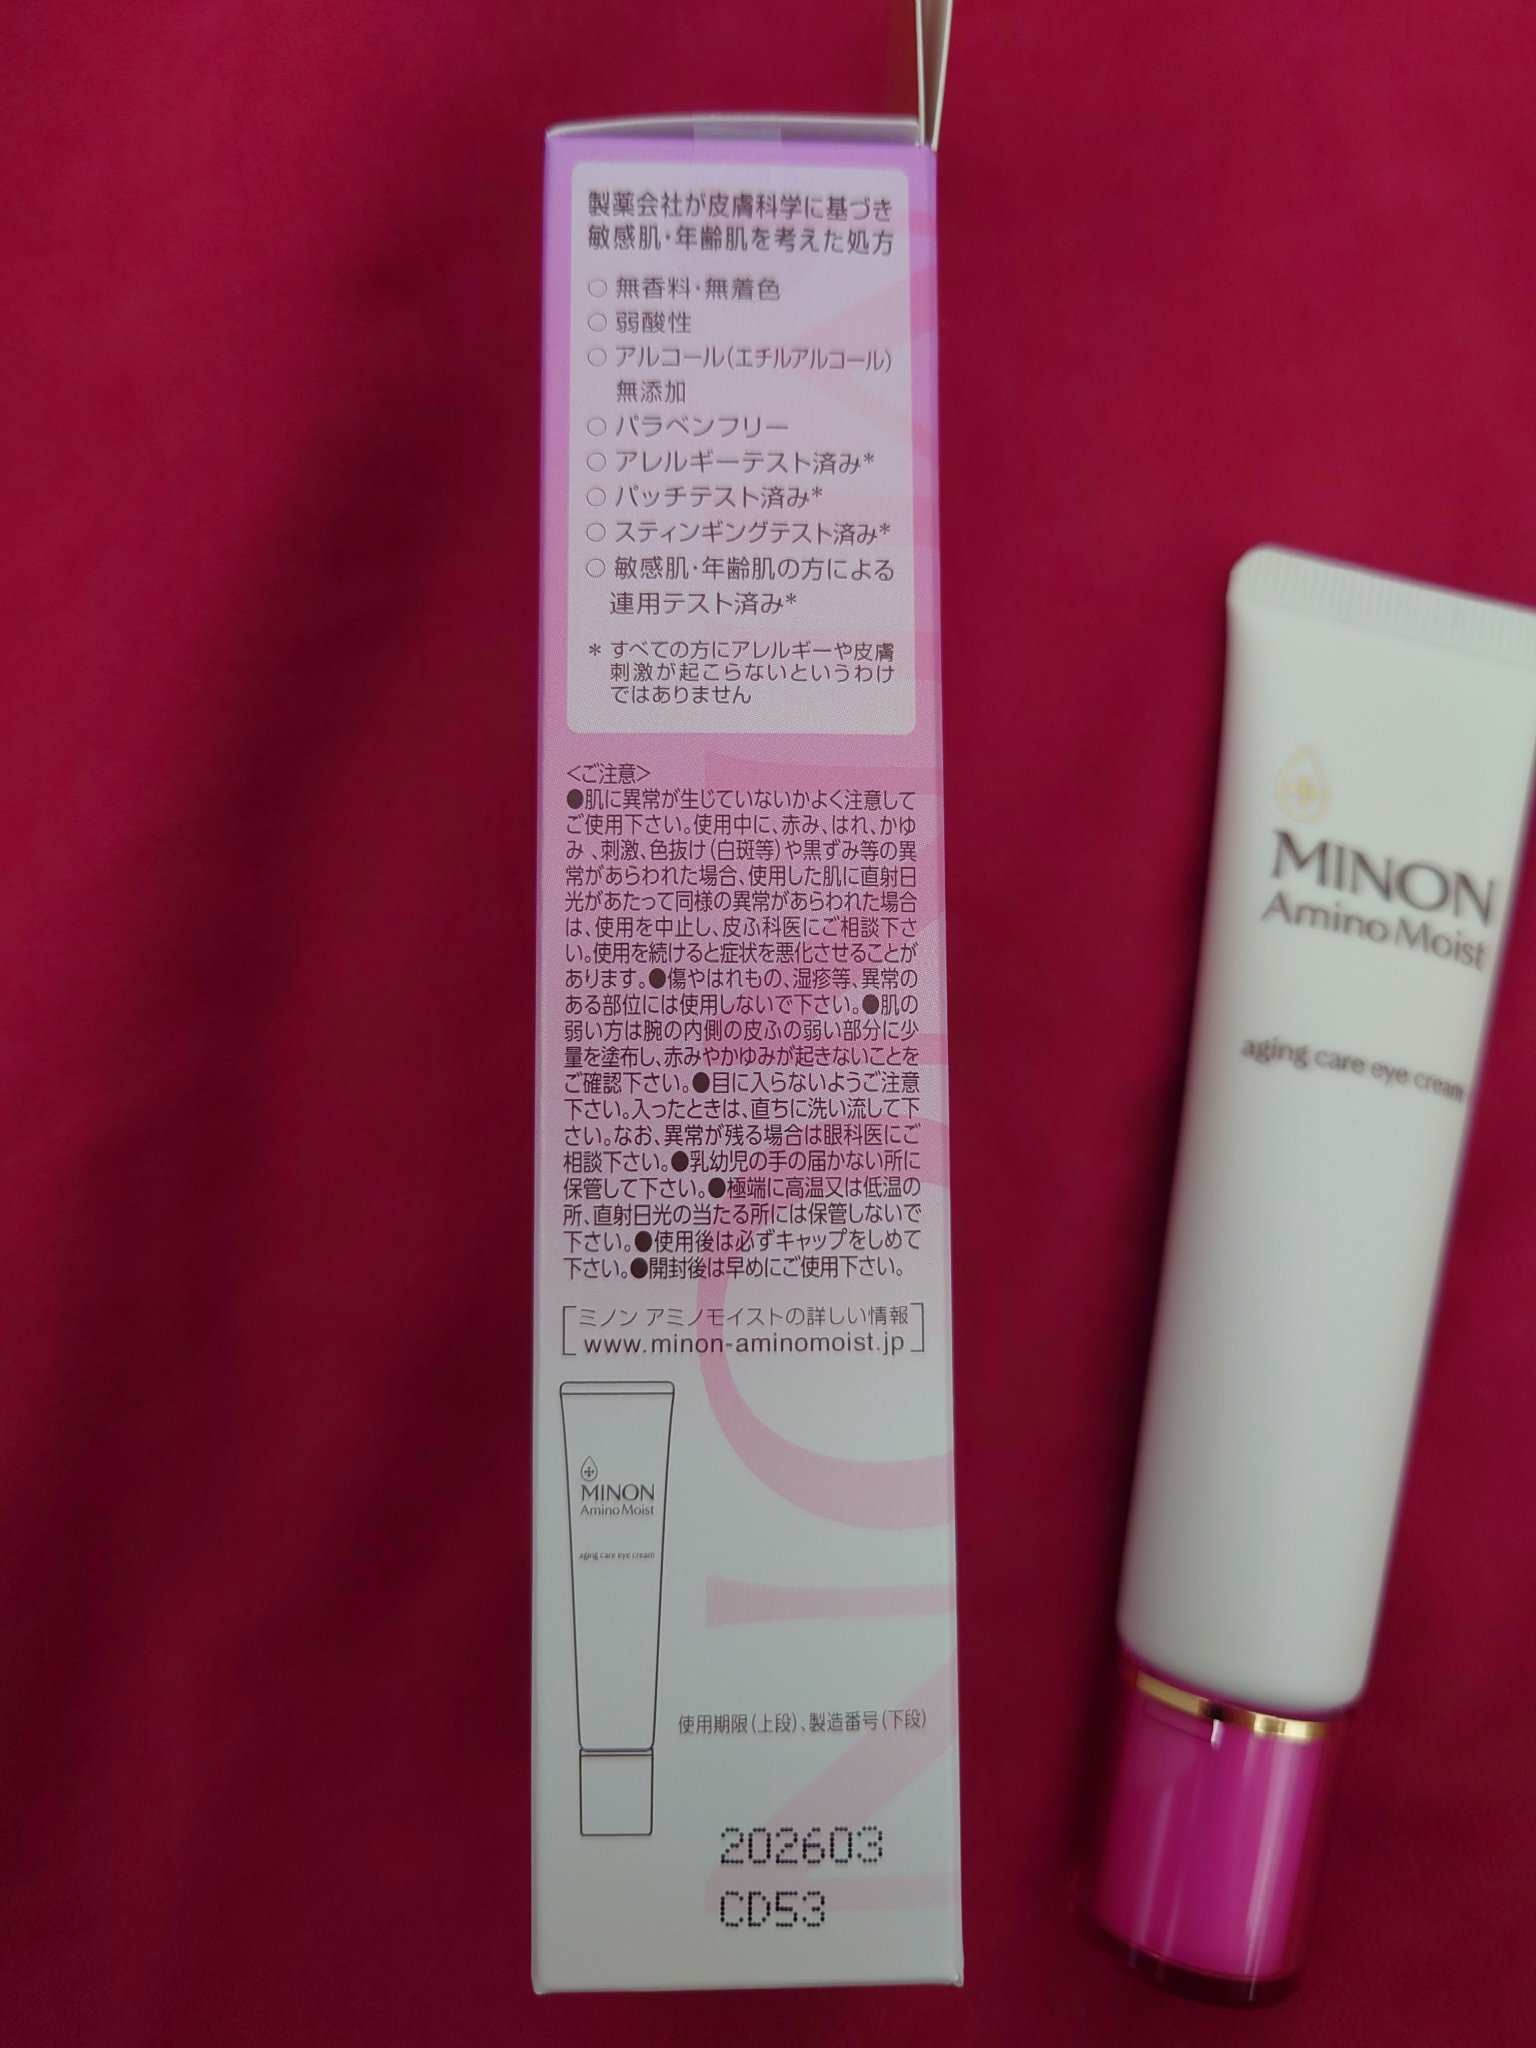 製薬会社が皮膚科学に基づき
敏感肌・年齢肌を考えた処方
○ 無香料・無着色
○ 弱酸性
○ アルコール(エチルアルコール)
無添加
○ パラベンフリー
○ アレルギーテスト済み*
○ パッチテスト済み*
○ スティンギングテスト済み*
○ 敏感肌・年齢肌の方による
連用テスト済み*
* すべての方にアレルギーや皮膚
刺激が起こらないというわけ
ではありません
<ご注意>
●肌に異常が生じていないかよく注意して
ご使用下さい。使用中に、赤み、はれ、かゆ
み、刺激、色抜け(白斑等)や黒ずみ等の異
常があらわれた場合、使用した肌に直射日
光があたって同様の異常があらわれた場合
は、使用を中止し、皮ふ科医にご相談下さ
い。使用を続けると症状を悪化させることが
あります。●傷やはれもの、湿疹等、異常の
ある部位には使用しないで下さい。●肌の
弱い方は腕の内側の皮ふの弱い部分に少
量を塗布し、赤みやかゆみが起きないことを
ご確認下さい。●目に入らないようご注意
下さい。入ったときは、直ちに洗い流して下
さい。なお、異常が残る場合は眼科医にご
相談下さい。●乳幼児の手の届かない所に
保管して下さい。●極端に高温又は低温の
所、直射日光の当たる所には保管しないで
下さい。●使用後は必ずキャップをしめて
下さい。●開封後は早めにご使用下さい。
ミノン アミノモイストの詳しい情報
www.minon-aminomoist.jp
MINON
Amino Moist
aging care eye cream
使用期限(上段)、製造番号(下段)
202603
CD53
MINON
Amino Moist
aging care eye cream